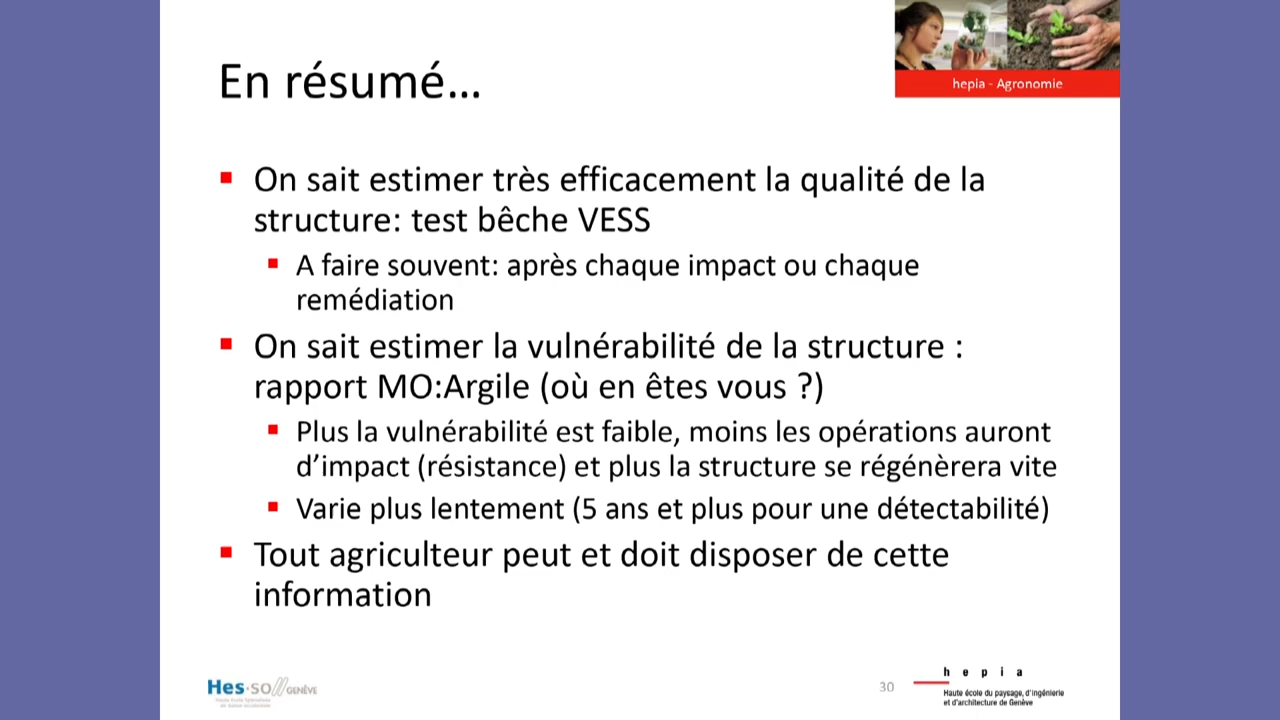 hepia - Agronomie
En résumé...
On sait estimer très efficacement la qualité de la
structure: test bêche VESS
A faire souvent: après chaque impact ou chaque
remédiation
On sait estimer la vulnérabilité de la structure :
rapport MO:Argile (où en êtes vous ?)
Plus la vulnérabilité est faible, moins les opérations auront
d’impact (résistance) et plus la structure se régénèrera vite
Varie plus lentement (5 ans et plus pour une détectabilité)
Tout agriculteur peut et doit disposer de cette
information
Hes·so// GENÈVE
Haute Ecole Spécialisée
de Suisse occidentale
30
h e p i a
Haute école du paysage, d'ingénierie
et d'architecture de Genève